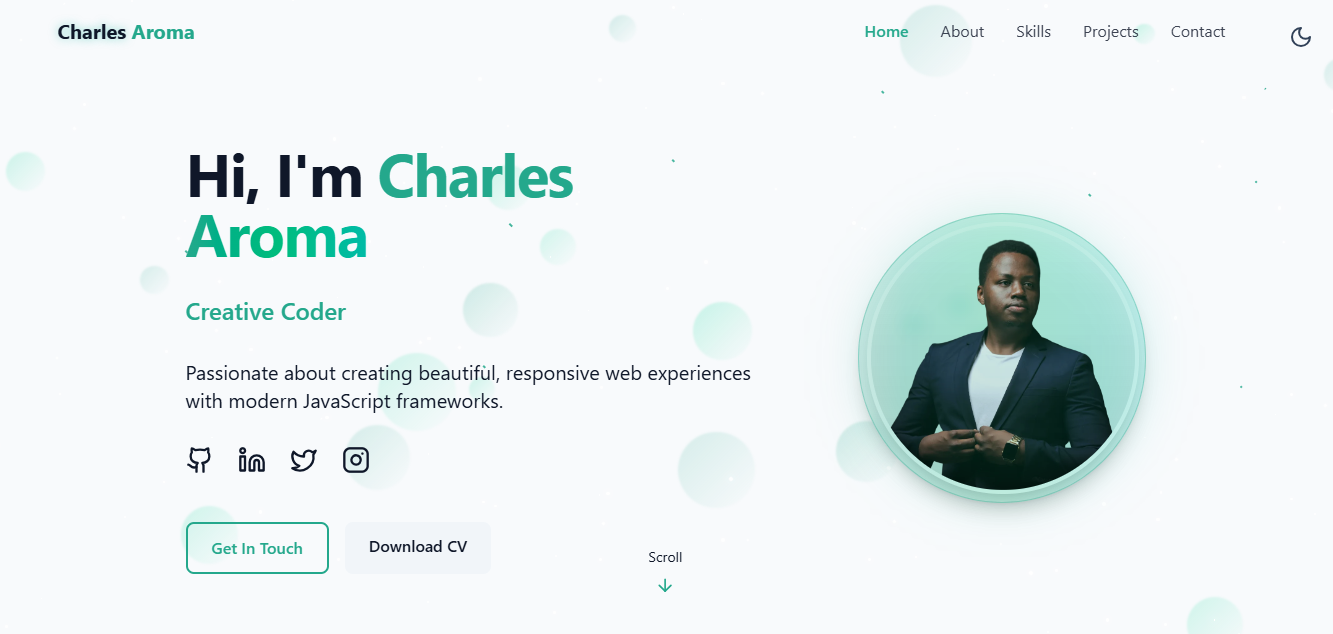 Charles Aroma
Home About Skills Projects Contact
Hi, I'm Charles
Aroma
Creative Coder
Passionate about creating beautiful, responsive web experiences
with modern JavaScript frameworks.
Get In Touch
Download CV
Scroll